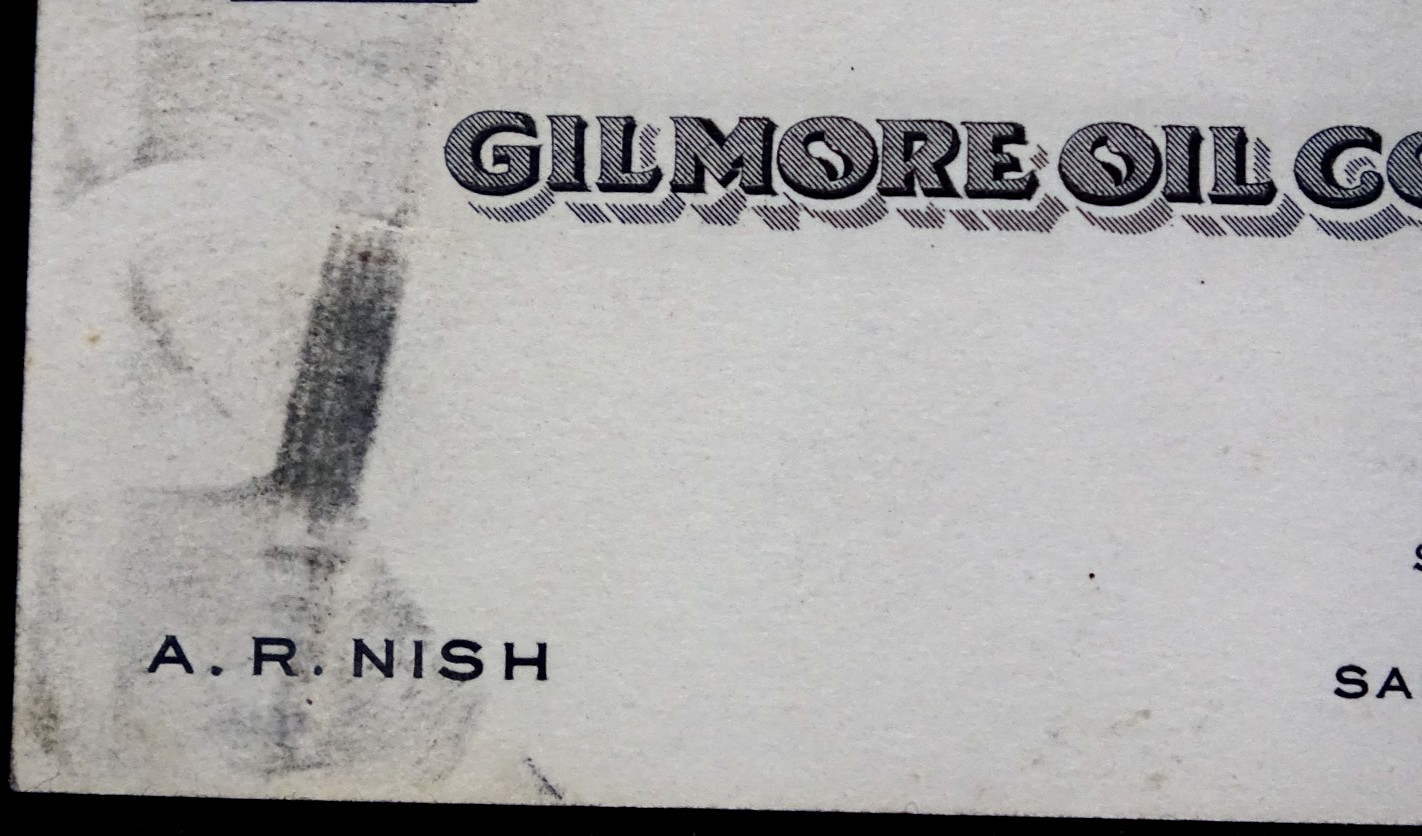 GILMORE OIL CO
S
A. R. NISH
SA